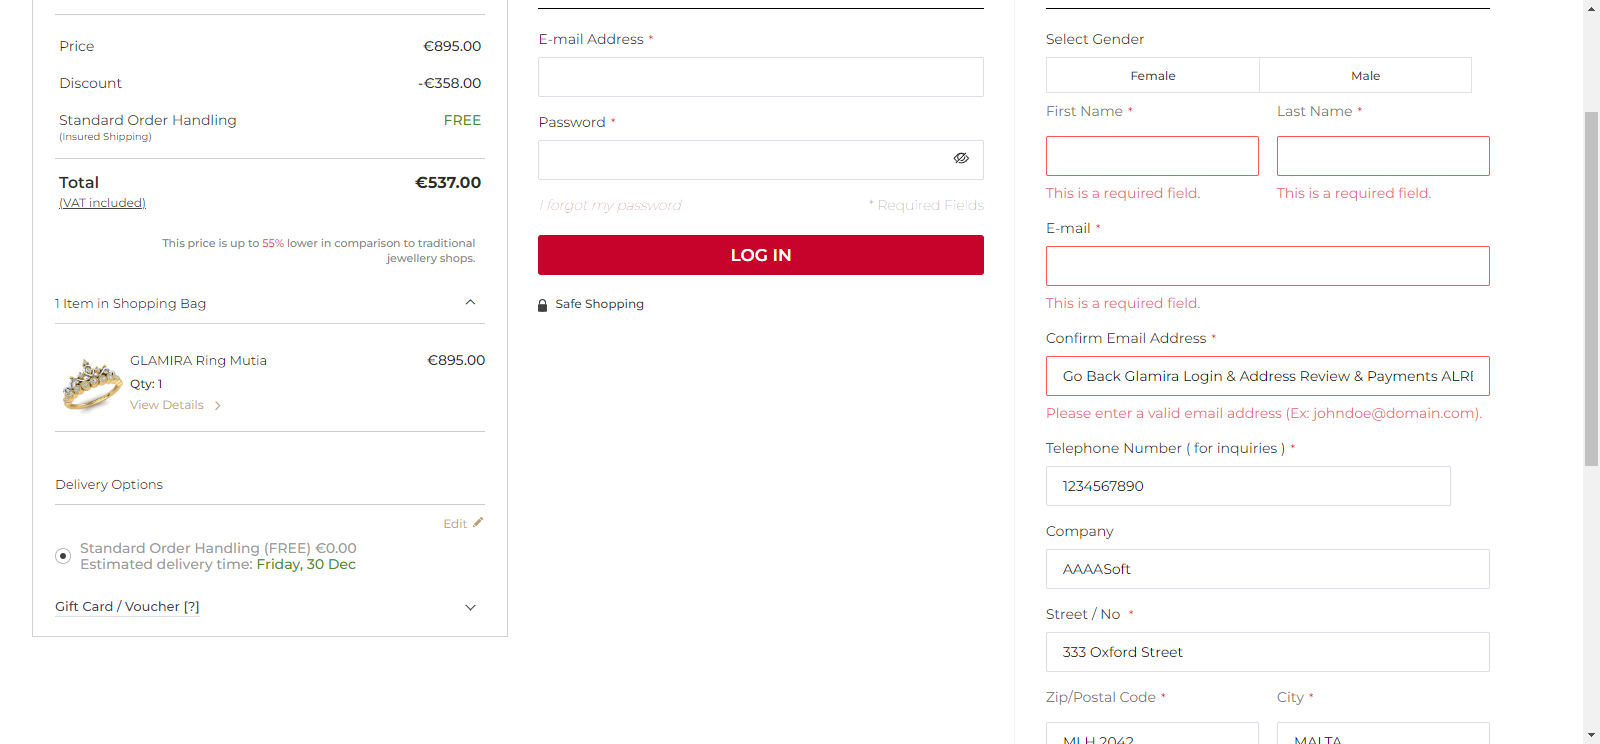 Price €895.00
Discount -€358.00
Standard Order Handling FREE
(Insured Shipping)
Total €537.00
(VAT included)
This price is up to 55% lower in comparison to traditional
jewellery shops.
1 Item in Shopping Bag
GLAMIRA Ring Mutia €895.00
Qty: 1
View Details
Delivery Options
Edit
Standard Order Handling (FREE) €0.00
Estimated delivery time: Friday, 30 Dec
Gift Card / Voucher [?]
E-mail Address *
Password *
I forgot my password * Required Fields
LOG IN
Safe Shopping
Select Gender
Female Male
First Name * Last Name *
This is a required field. This is a required field.
E-mail *
This is a required field.
Confirm Email Address *
Go Back Glamira Login & Address Review & Payments ALRE
Please enter a valid email address (Ex: johndoe@domain.com).
Telephone Number ( for inquiries ) *
1234567890
Company
AAAASoft
Street / No *
333 Oxford Street
Zip/Postal Code * City *
MLH 2042 MALTA